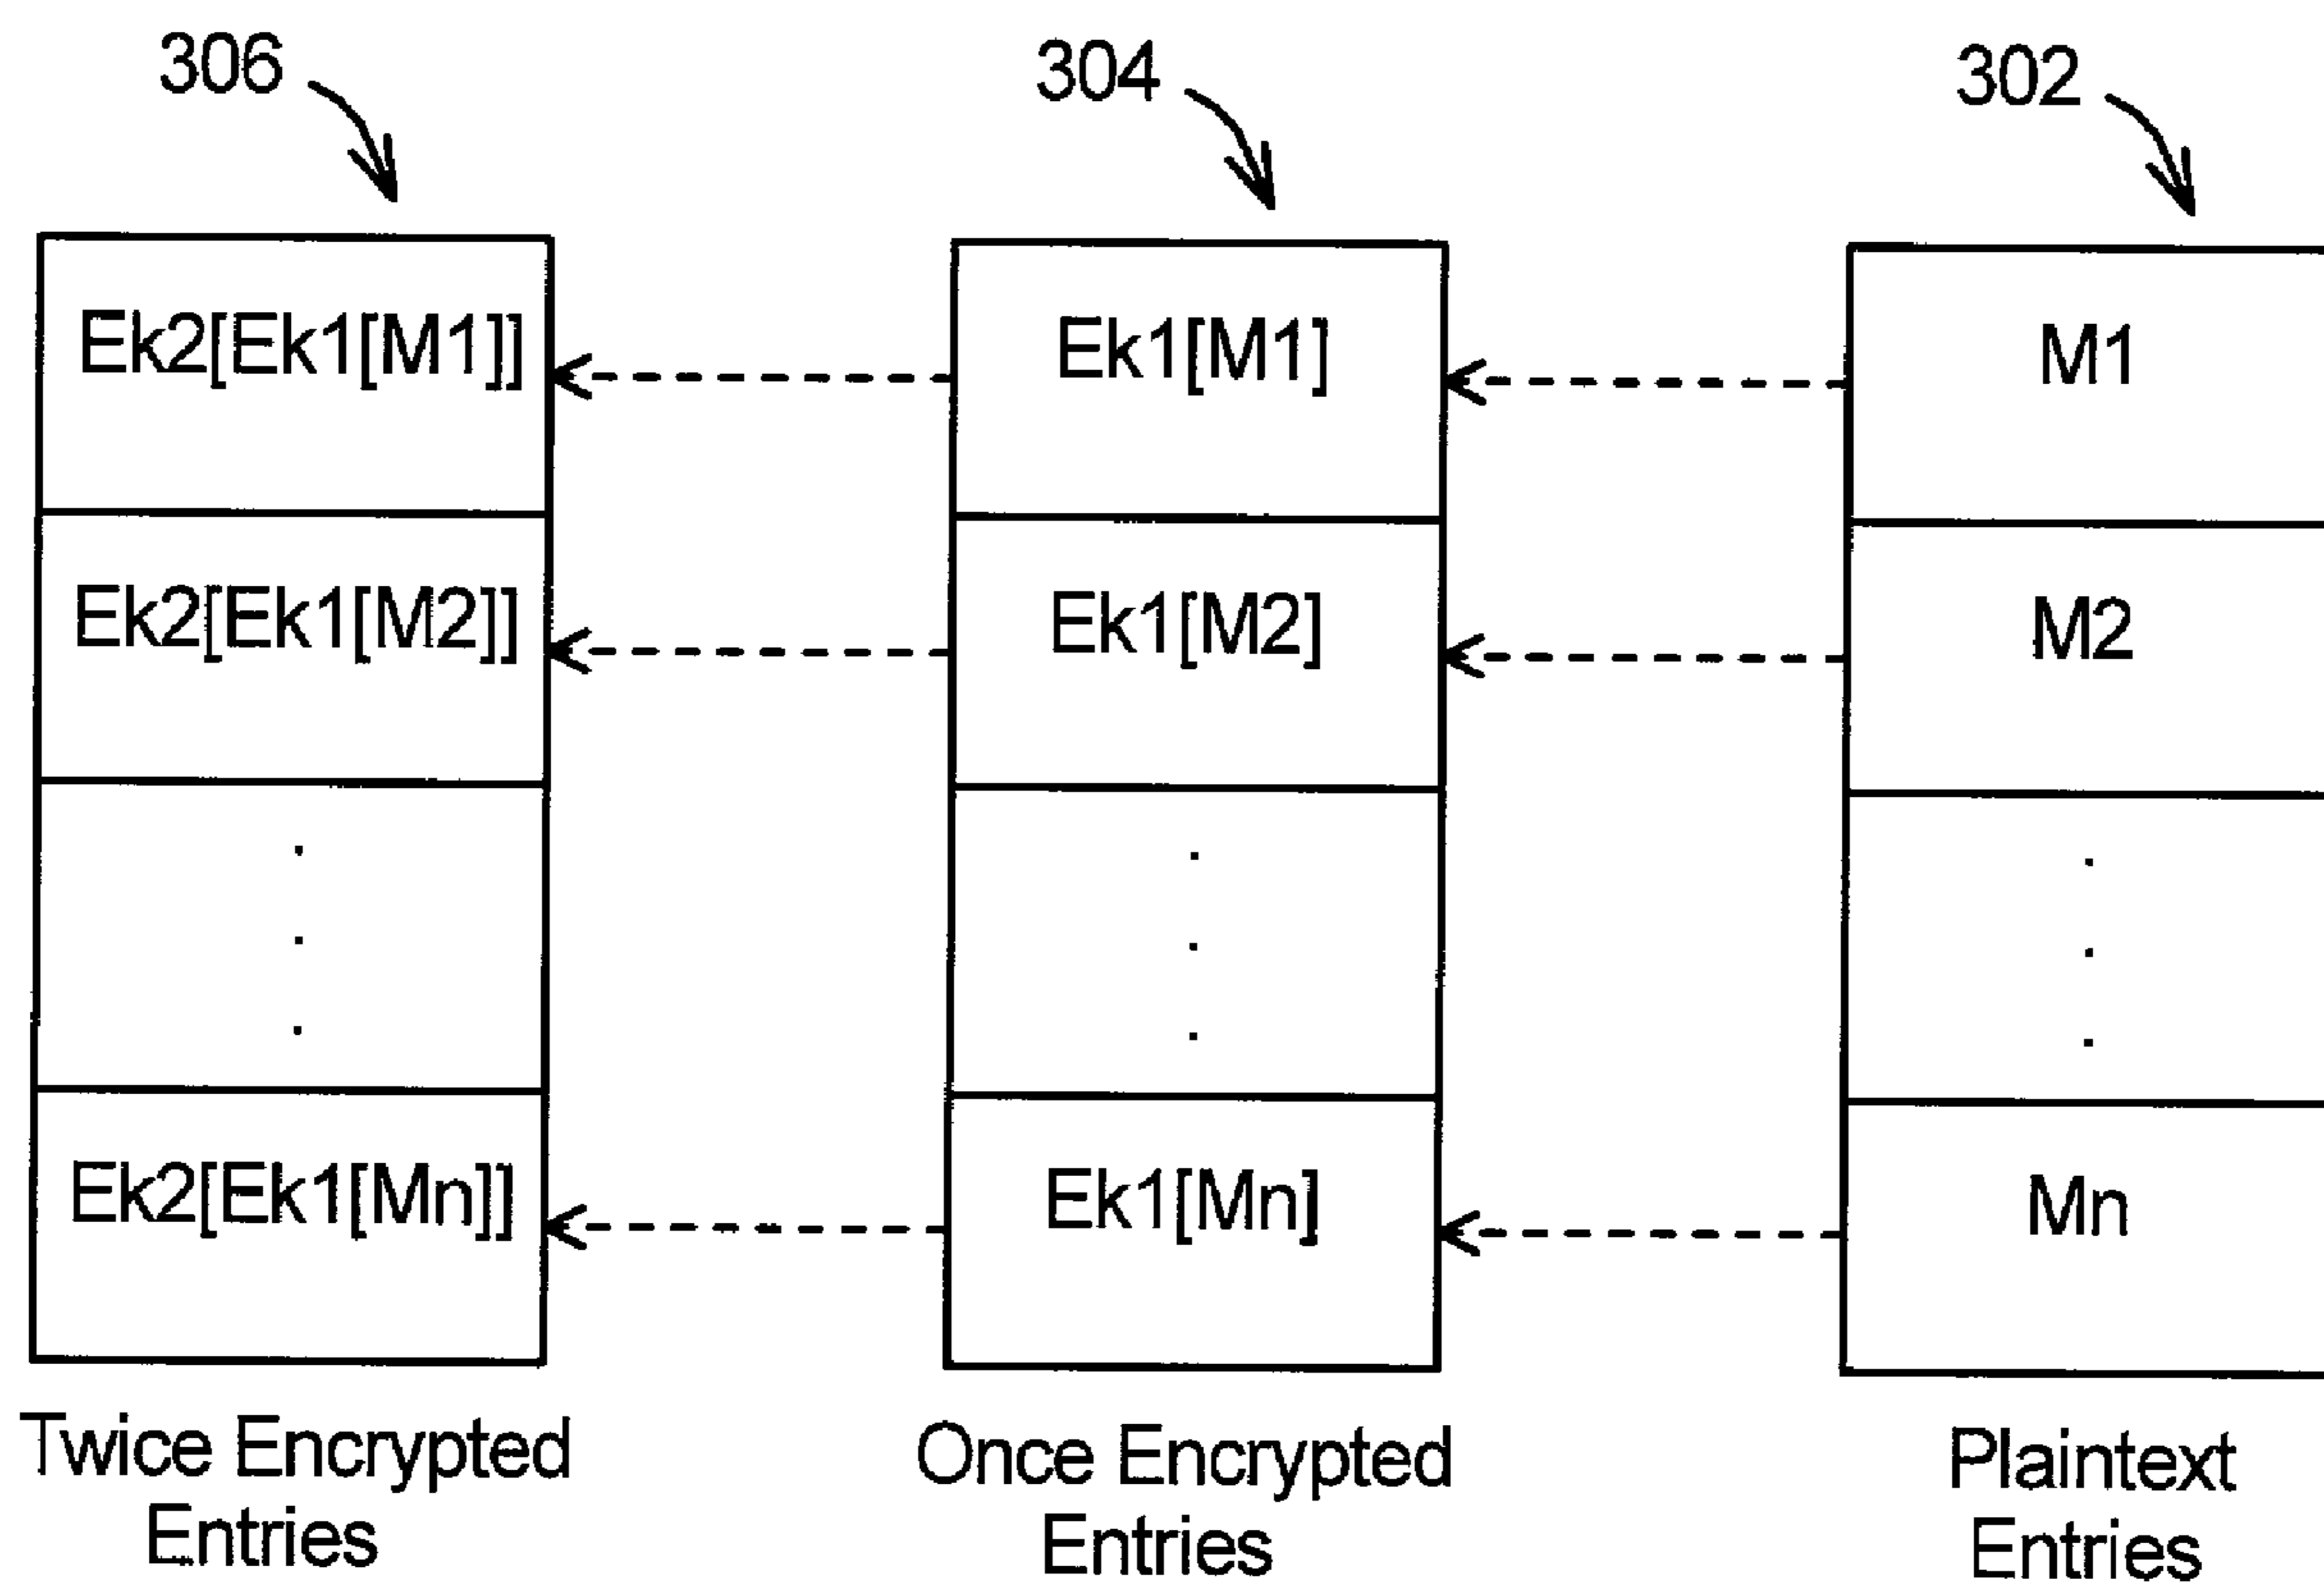 306 304 302
Ek2[Ek1[M1]] Ek1[M1] M1
Ek2[Ek1[M2]] Ek1[M2] M2
. . .
. . .
. . .
Ek2[Ek1[Mn]] Ek1[Mn] Mn
Twice Encrypted Once Encrypted Plaintext
Entries Entries Entries